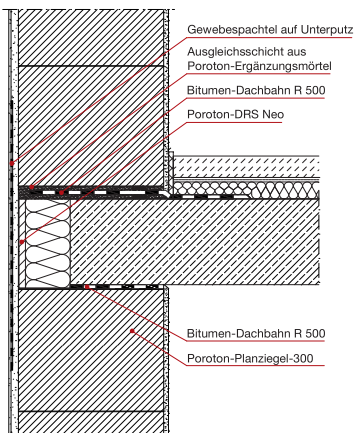 Gewebespachtel auf Unterputz
Ausgleichsschicht aus
Poroton-Ergänzungsmörtel
Bitumen-Dachbahn R 500
Poroton-DRS Neo
Bitumen-Dachbahn R 500
Poroton-Planziegel-300